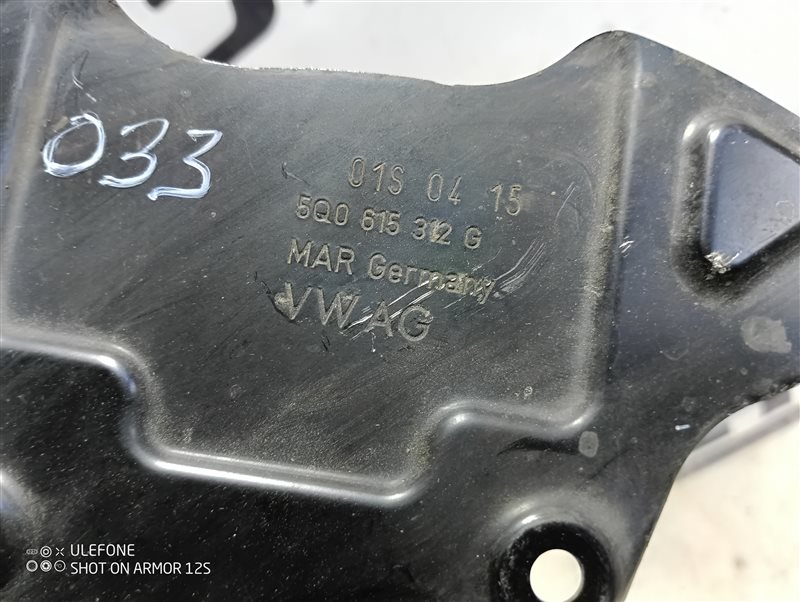 033
01S 04 15
5Q0 615 312 G
MAR Germany
VW AG
ULEFONE
SHOT ON ARMOR 12S